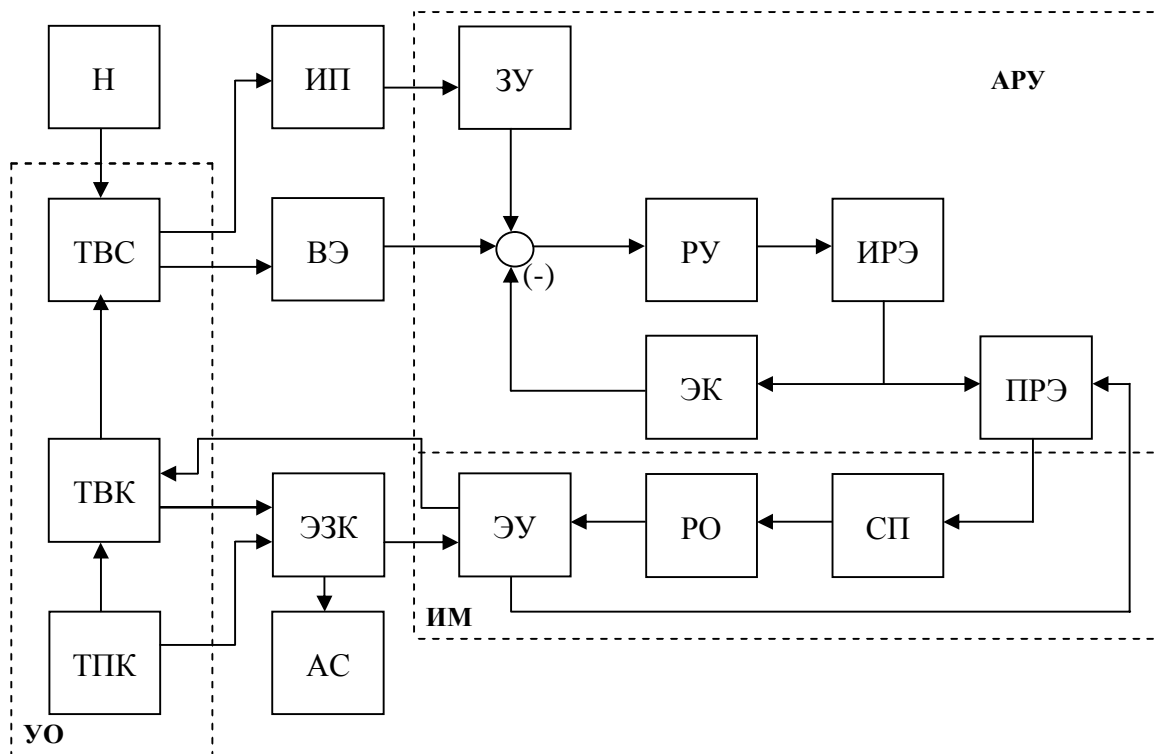 Н
ИП
ЗУ
АРУ
ТВС
ВЭ
(-)
РУ
ИРЭ
ЭК
ПРЭ
ТВК
ЭЗК
ЭУ
РО
СП
ИМ
ТПК
АС
УО